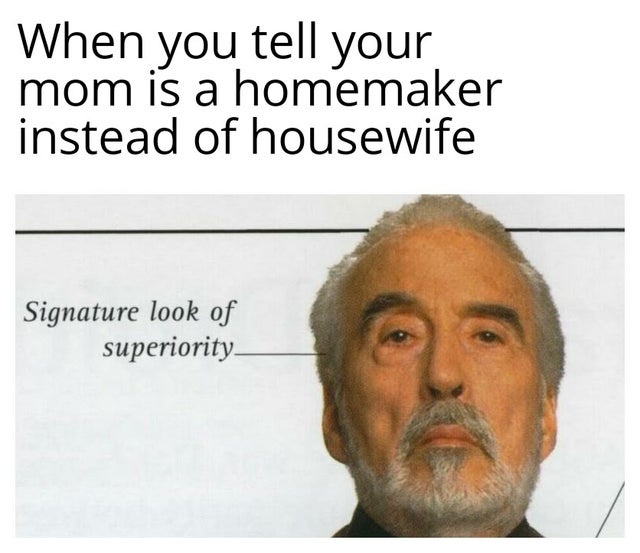 When you tell your
mom is a homemaker
instead of housewife
Signature look of
superiority